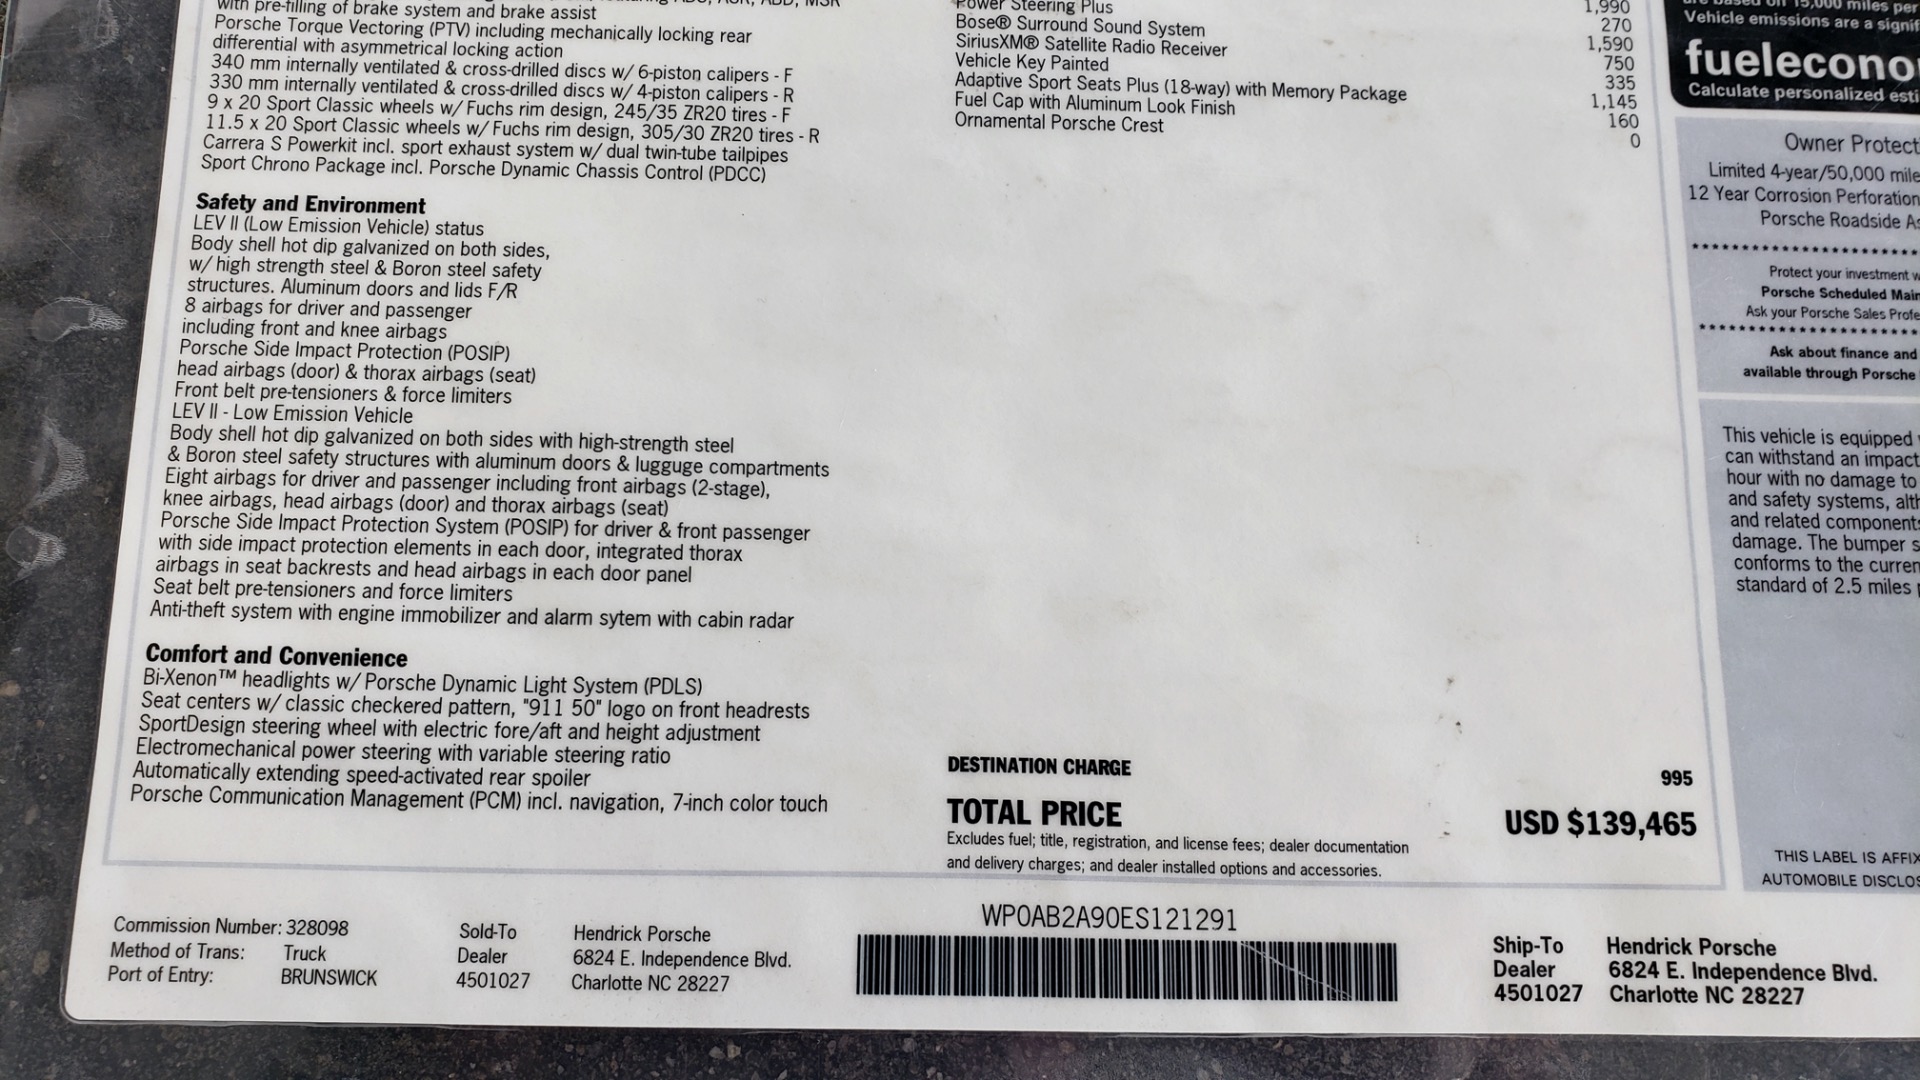 with pre-filling of brake system and brake assist
Porsche Torque Vectoring (PTV) including mechanically locking rear
differential with asymmetrical locking action
340 mm internally ventilated & cross-drilled discs w/ 6-piston calipers - F
330 mm internally ventilated & cross-drilled discs w/ 4-piston calipers - R
9 x 20 Sport Classic wheels w/ Fuchs rim design, 245/35 ZR20 tires - F
11.5 x 20 Sport Classic wheels w/ Fuchs rim design, 305/30 ZR20 tires - R
Carrera S Powerkit incl. sport exhaust system w/ dual twin-tube tailpipes
Sport Chrono Package incl. Porsche Dynamic Chassis Control (PDCC)
Safety and Environment
LEV II (Low Emission Vehicle) status
Body shell hot dip galvanized on both sides,
w/ high strength steel & Boron steel safety
structures. Aluminum doors and lids F/R
8 airbags for driver and passenger
including front and knee airbags
Porsche Side Impact Protection (POSIP)
head airbags (door) & thorax airbags (seat)
Front belt pre-tensioners & force limiters
LEV II - Low Emission Vehicle
Body shell hot dip galvanized on both sides with high-strength steel
& Boron steel safety structures with aluminum doors & lugguge compartments
Eight airbags for driver and passenger including front airbags (2-stage),
knee airbags, head airbags (door) and thorax airbags (seat)
Porsche Side Impact Protection System (POSIP) for driver & front passenger
with side impact protection elements in each door, integrated thorax
airbags in seat backrests and head airbags in each door panel
Seat belt pre-tensioners and force limiters
Anti-theft system with engine immobilizer and alarm sytem with cabin radar
Comfort and Convenience
Bi-Xenon™ headlights w/ Porsche Dynamic Light System (PDLS)
Seat centers w/ classic checkered pattern, "911 50" logo on front headrests
SportDesign steering wheel with electric fore/aft and height adjustment
Electromechanical power steering with variable steering ratio
Automatically extending speed-activated rear spoiler
Porsche Communication Management (PCM) incl. navigation, 7-inch color touch
Power Steering Plus
Bose® Surround Sound System
SiriusXM® Satellite Radio Receiver
Vehicle Key Painted
Adaptive Sport Seats Plus (18-way) with Memory Package
Fuel Cap with Aluminum Look Finish
Ornamental Porsche Crest
1,990
270
1,590
750
335
1,145
160
0
DESTINATION CHARGE 995
TOTAL PRICE USD $139,465
Excludes fuel; title, registration, and license fees; dealer documentation
and delivery charges; and dealer installed options and accessories.
are based on 15,000 miles per
Vehicle emissions are a signif
fuelecono
Calculate personalized esti
Owner Protect
Limited 4-year/50,000 mile
12 Year Corrosion Perforation
Porsche Roadside As
Protect your investment w
Porsche Scheduled Main
Ask your Porsche Sales Profe
Ask about finance and
available through Porsche
This vehicle is equipped
can withstand an impact
hour with no damage to
and safety systems, alth
and related components
damage. The bumper s
conforms to the curren
standard of 2.5 miles p
THIS LABEL IS AFFIX
AUTOMOBILE DISCLOS
Commission Number: 328098
Method of Trans: Truck
Port of Entry: BRUNSWICK
Sold-To Hendrick Porsche
Dealer 6824 E. Independence Blvd.
4501027 Charlotte NC 28227
WP0AB2A90ES121291
Ship-To Hendrick Porsche
Dealer 6824 E. Independence Blvd.
4501027 Charlotte NC 28227